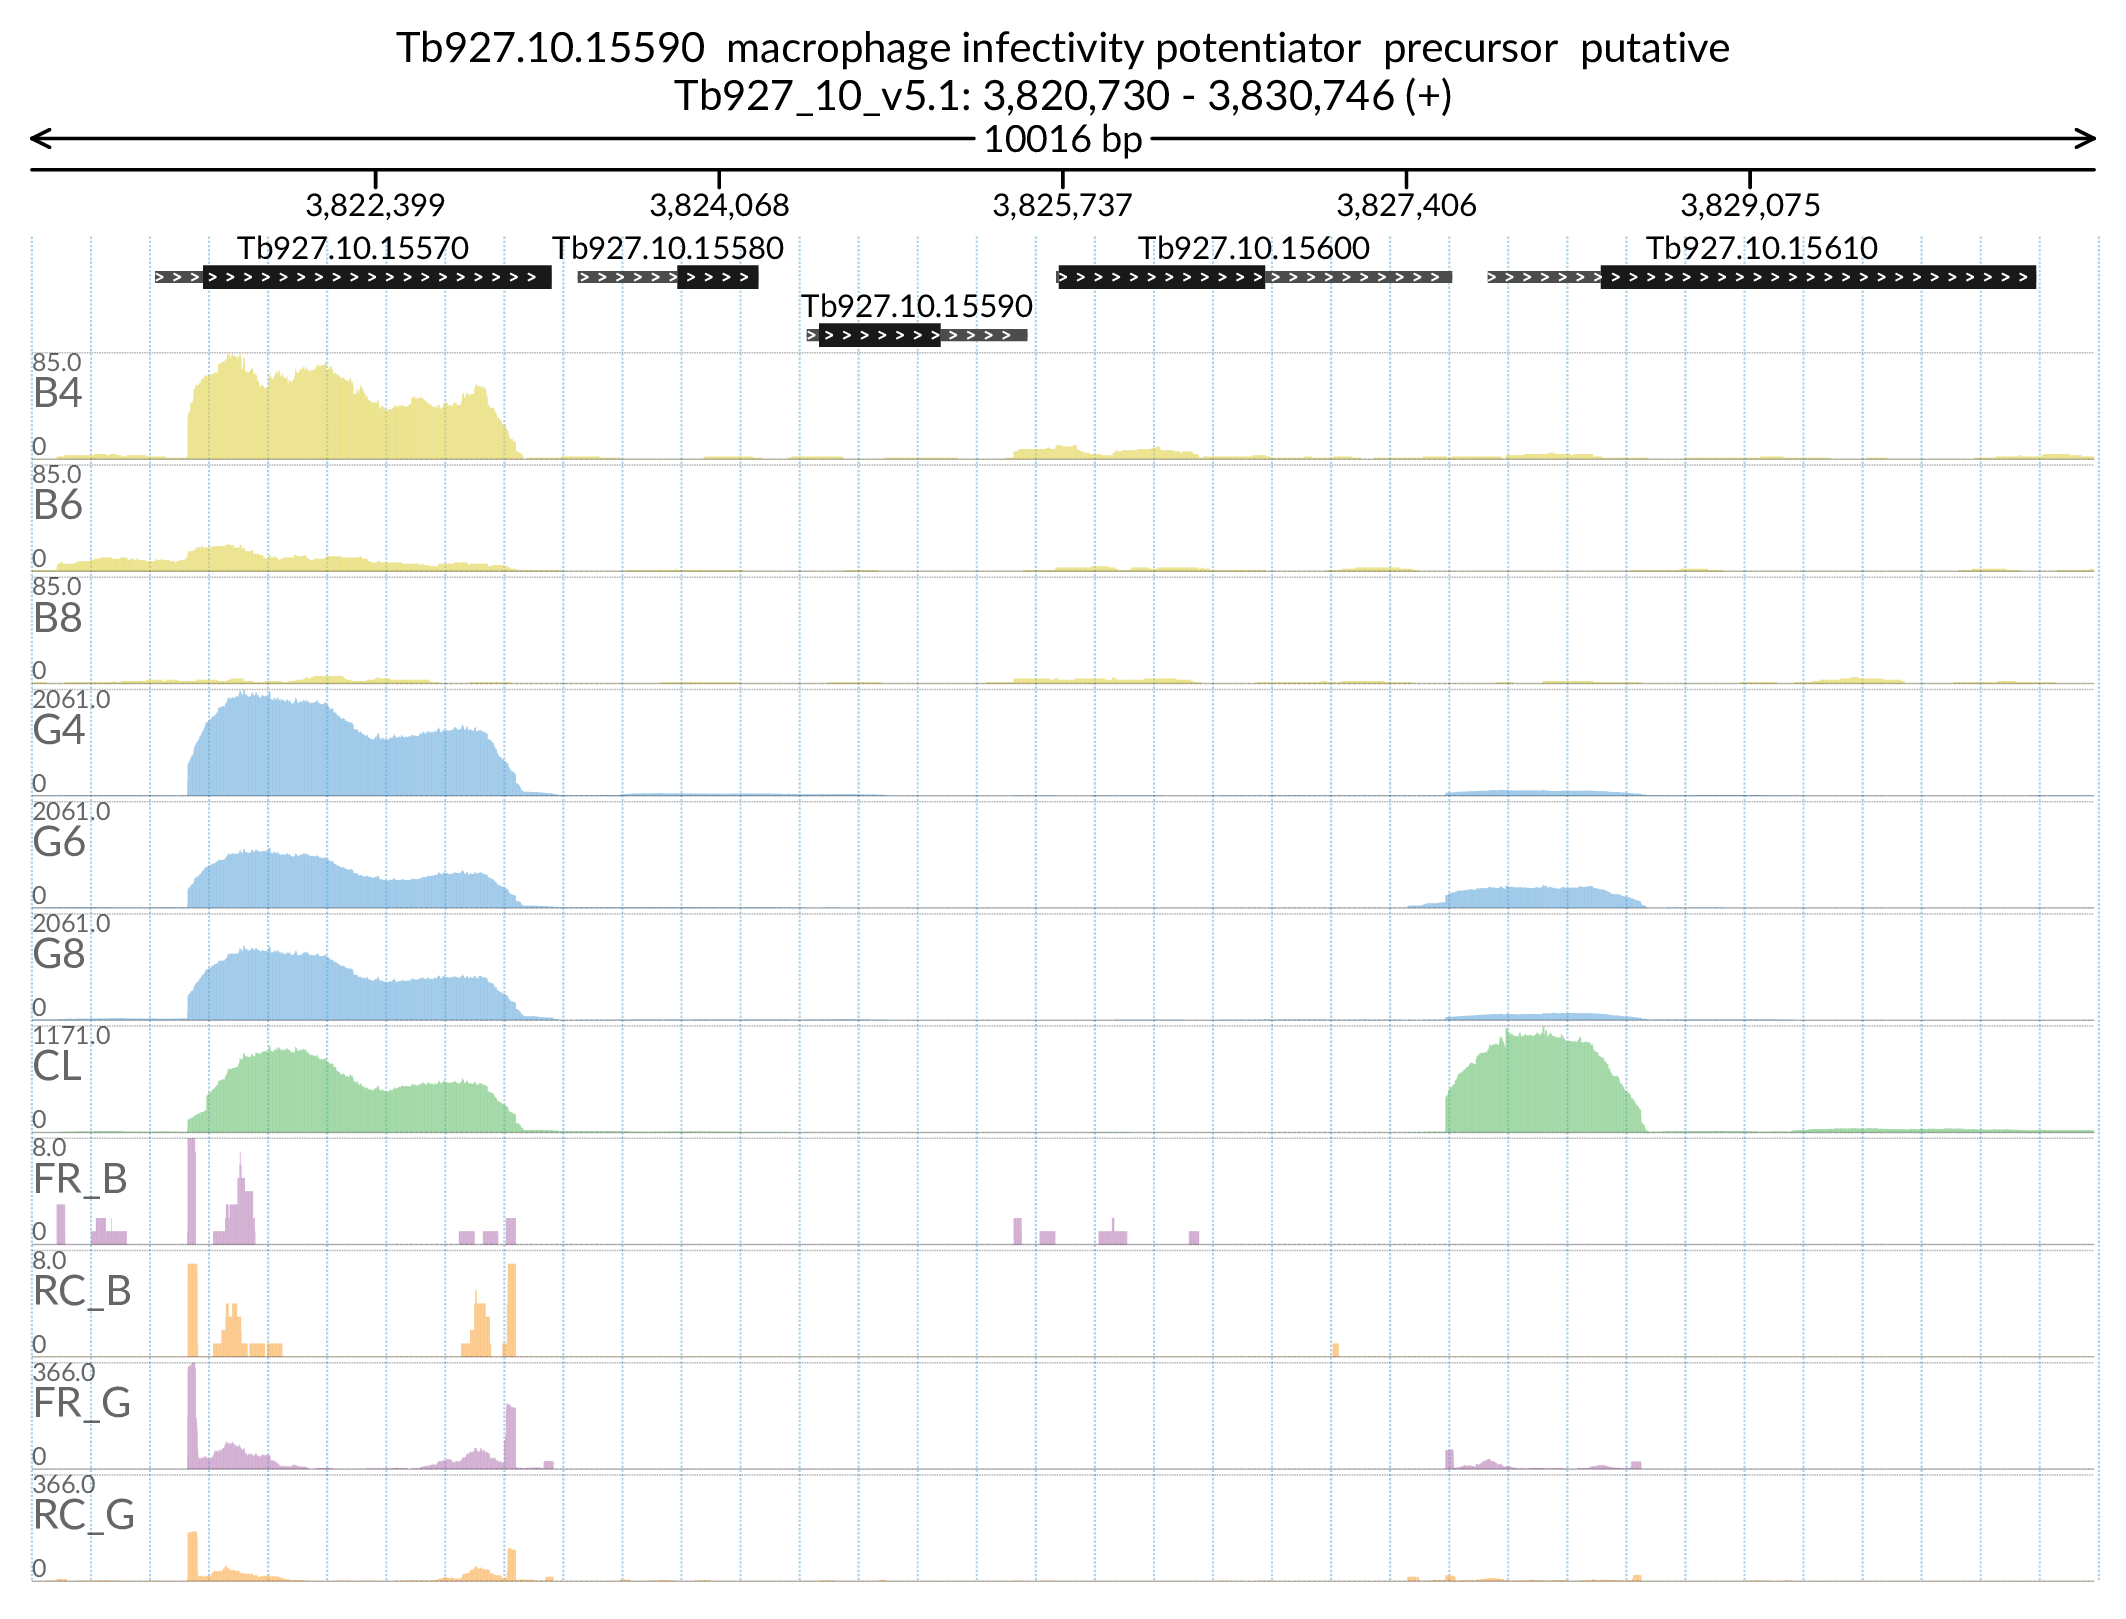 Tb927.10.15590 macrophage infectivity potentiator precursor putative
Tb927_10_v5.1: 3,820,730 - 3,830,746 (+)
10016 bp
3,822,399 3,824,068 3,825,737 3,827,406 3,829,075
Tb927.10.15570 Tb927.10.15580 Tb927.10.15600 Tb927.10.15610
Tb927.10.15590
85.0
B4
0
85.0
B6
0
85.0
B8
0
2061.0
G4
0
2061.0
G6
0
2061.0
G8
0
1171.0
CL
0
8.0
FR_B
0
8.0
RC_B
0
366.0
FR_G
0
366.0
RC_G
0